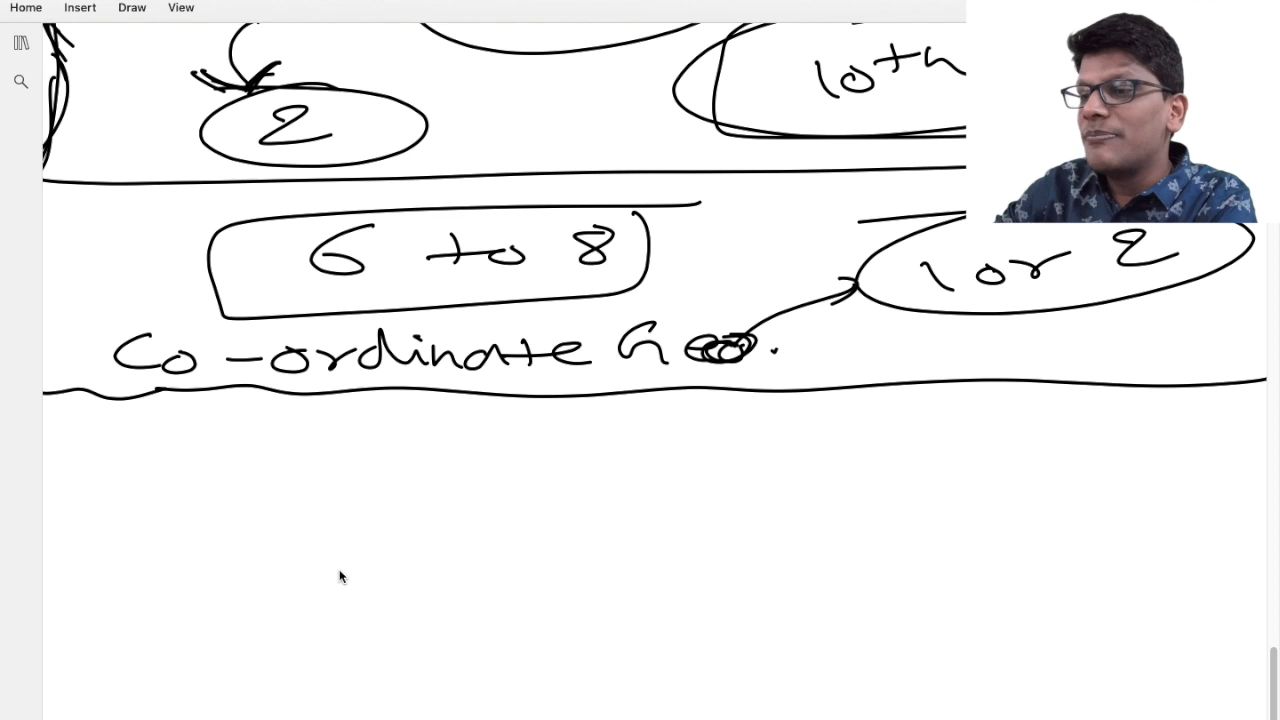 Home Insert Draw View
2 10th
6 to 8 1 or 2
Co-ordinate Geo.